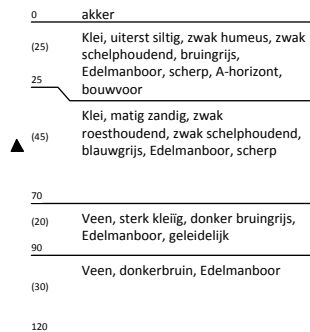 0 akker
(25) Klei, uiterst siltig, zwak humeus, zwak
schelphoudend, bruingrijs,
Edelmanboor, scherp, A-horizont,
bouwvoor
25
(45) Klei, matig zandig, zwak
roesthoudend, zwak schelphoudend,
blauwgrijs, Edelmanboor, scherp
70
(20) Veen, sterk kleiïg, donker bruingrijs,
Edelmanboor, geleidelijk
90
Veen, donkerbruin, Edelmanboor
(30)
120